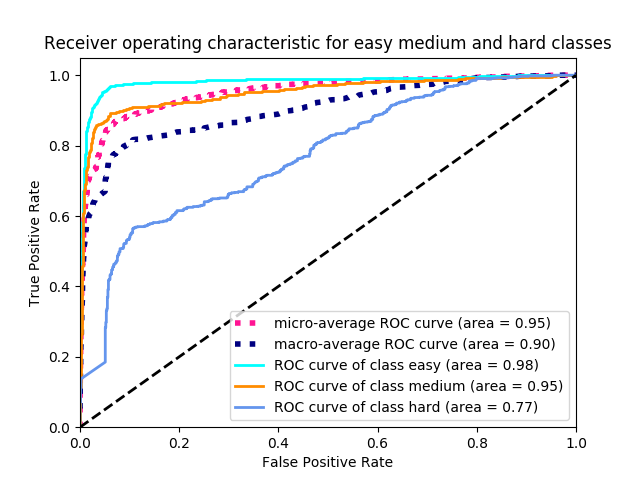 Receiver operating characteristic for easy medium and hard classes
1.0
0.8
0.6
0.4
0.2
0.0
True Positive Rate
micro-average ROC curve (area = 0.95)
macro-average ROC curve (area = 0.90)
ROC curve of class easy (area = 0.98)
ROC curve of class medium (area = 0.95)
ROC curve of class hard (area = 0.77)
0.0 0.2 0.4 0.6 0.8 1.0
False Positive Rate